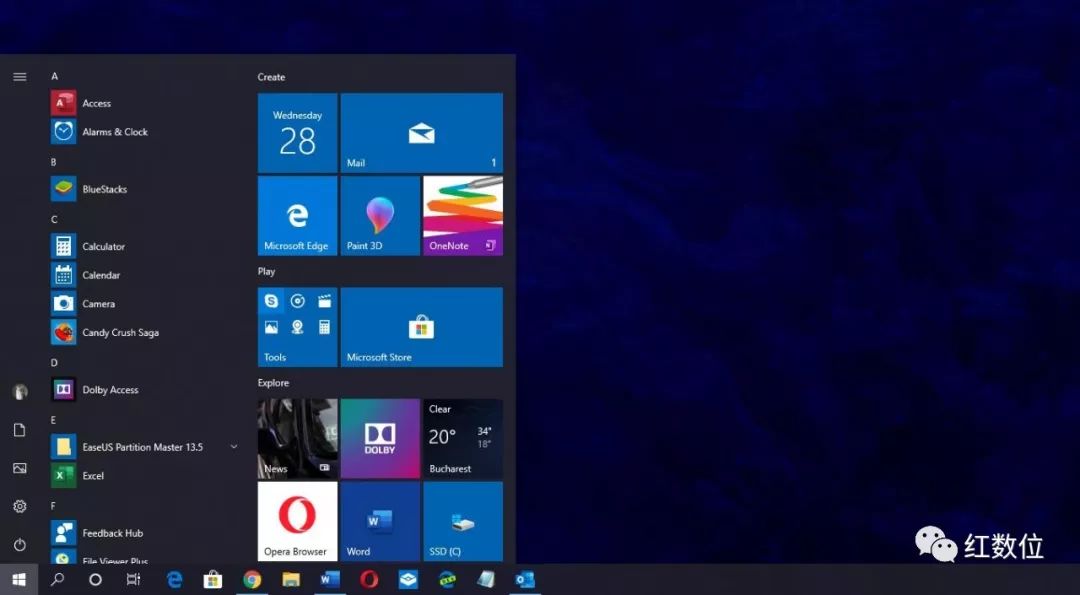 A
Access
Alarms & Clock
B
BlueStacks
C
Calculator
Calendar
Camera
Candy Crush Saga
D
Dolby Access
E
EaseUS Partition Master 13.5
Excel
F
Feedback Hub
File Viewer Plus
Create
Wednesday
28
Mail
1
Microsoft Edge
Paint 3D
OneNote
Play
Tools
Microsoft Store
Explore
News
DOLBY
Clear
20°
34°
18°
Bucharest
Opera Browser
Word
SSD (C)
红数位